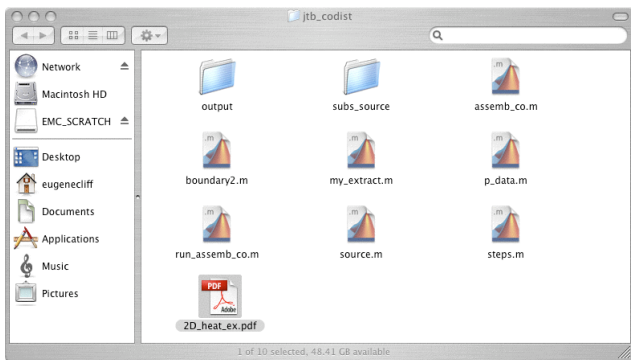 jtb_codist
Network
Macintosh HD
EMC_SCRATCH
Desktop
eugenecliff
Documents
Applications
Music
Pictures
output
subs_source
.m
assemb_co.m
.m
boundary2.m
.m
my_extract.m
.m
p_data.m
.m
run_assemb_co.m
.m
source.m
.m
steps.m
PDF
Adobe
2D_heat_ex.pdf
1 of 10 selected, 48.41 GB available